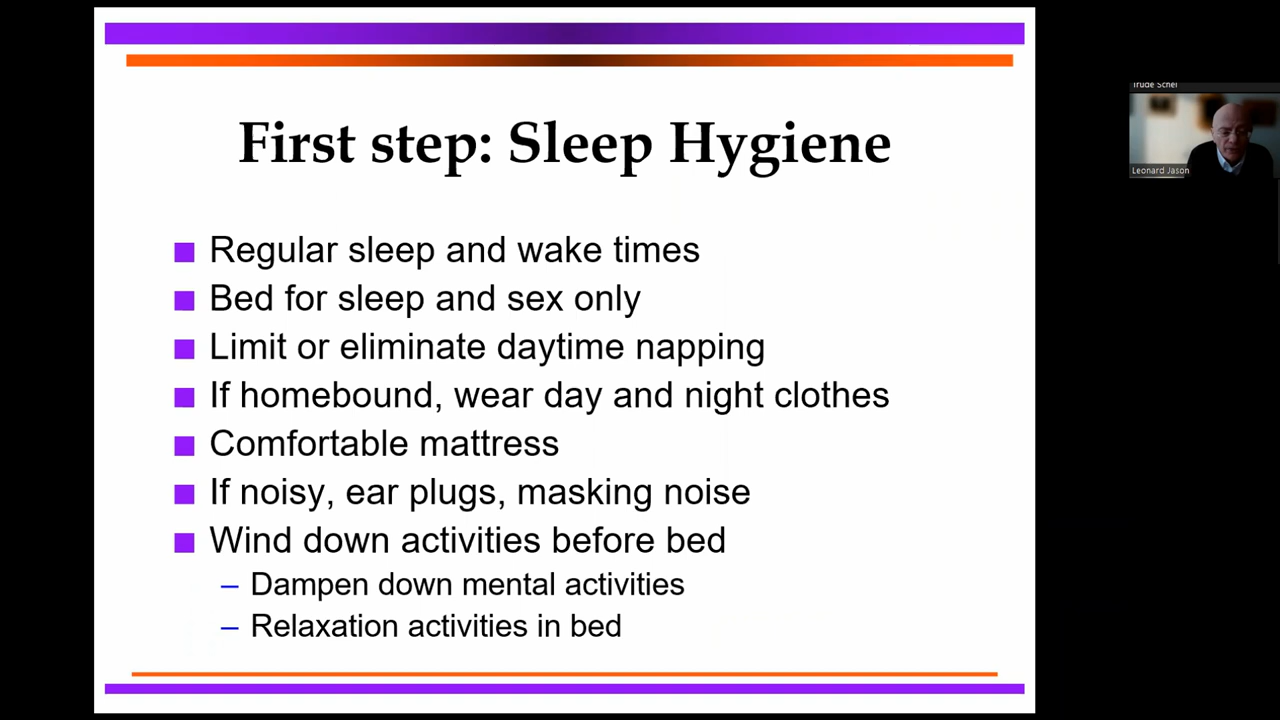 First step: Sleep Hygiene
Regular sleep and wake times
Bed for sleep and sex only
Limit or eliminate daytime napping
If homebound, wear day and night clothes
Comfortable mattress
If noisy, ear plugs, masking noise
Wind down activities before bed
– Dampen down mental activities
– Relaxation activities in bed
Trude Schei
Leonard Jason